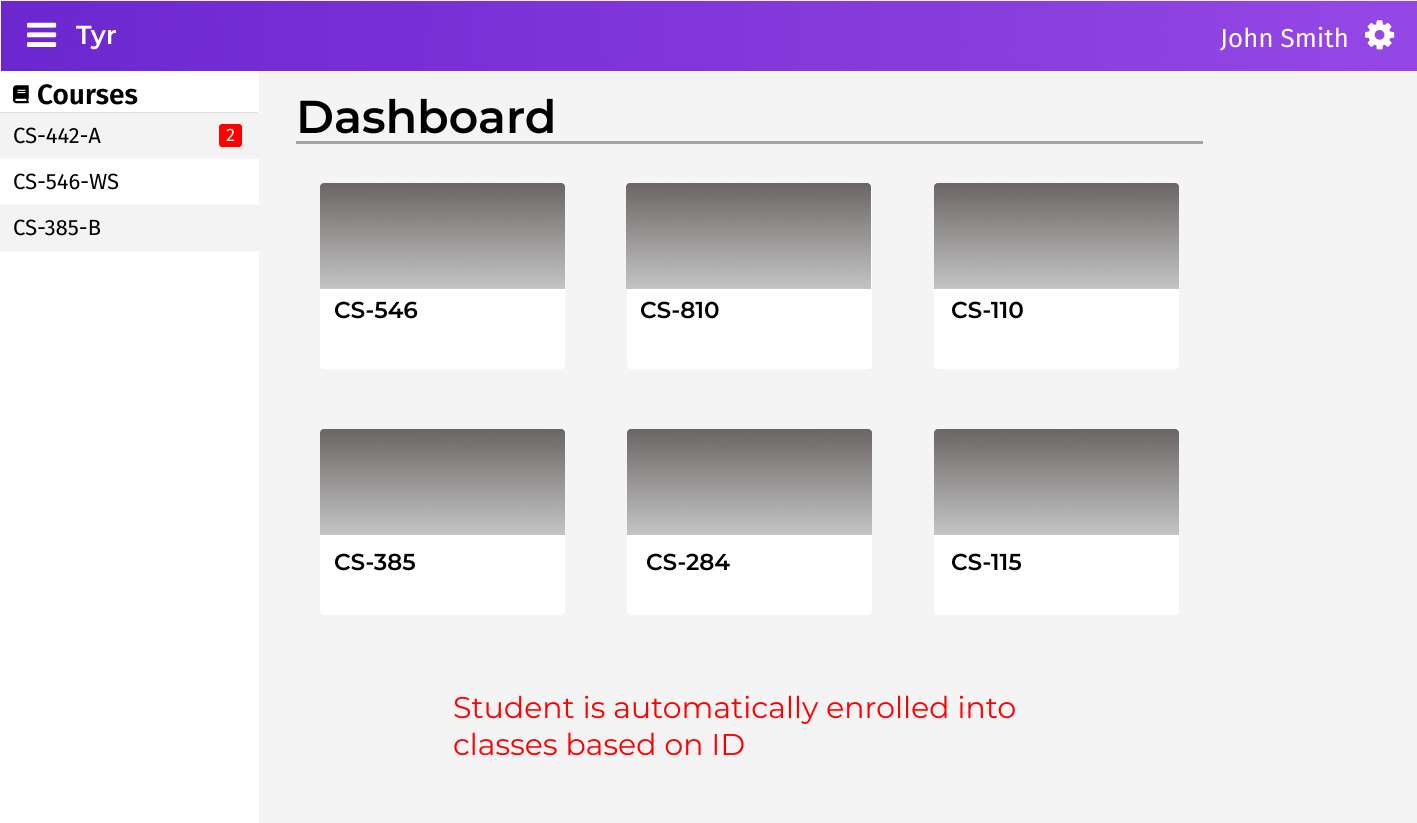 Tyr
John Smith
Courses
CS-442-A
2
CS-546-WS
CS-385-B
Dashboard
CS-546
CS-810
CS-110
CS-385
CS-284
CS-115
Student is automatically enrolled into
classes based on ID